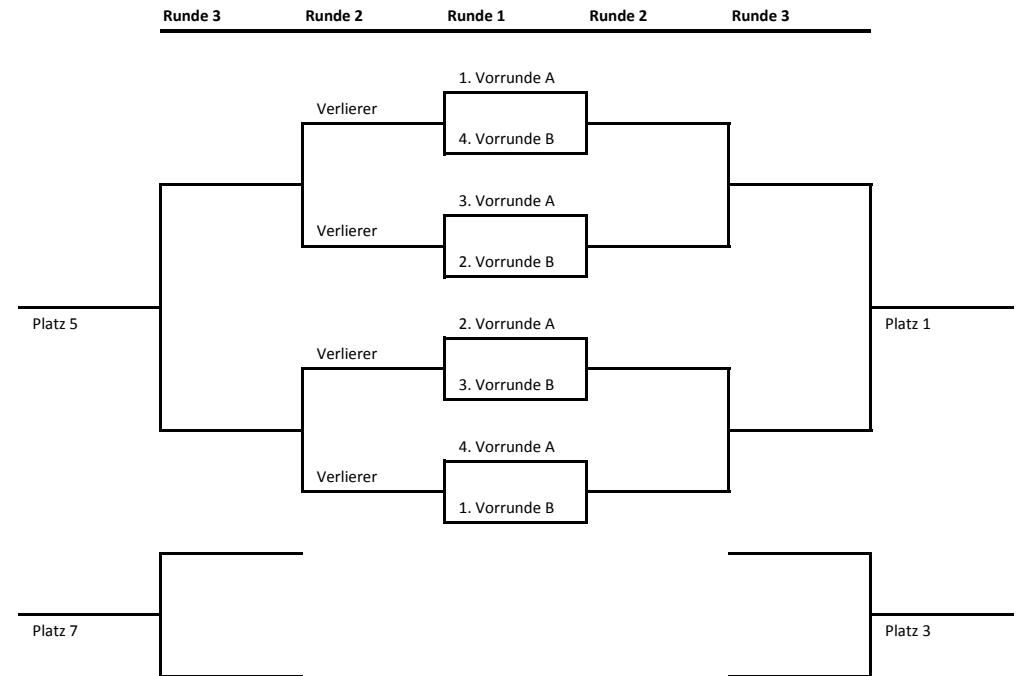 Runde 3 Runde 2 Runde 1 Runde 2 Runde 3
1. Vorrunde A
Verlierer
4. Vorrunde B
3. Vorrunde A
Verlierer
2. Vorrunde B
Platz 5 2. Vorrunde A Platz 1
Verlierer
3. Vorrunde B
4. Vorrunde A
Verlierer
1. Vorrunde B
Platz 7 Platz 3